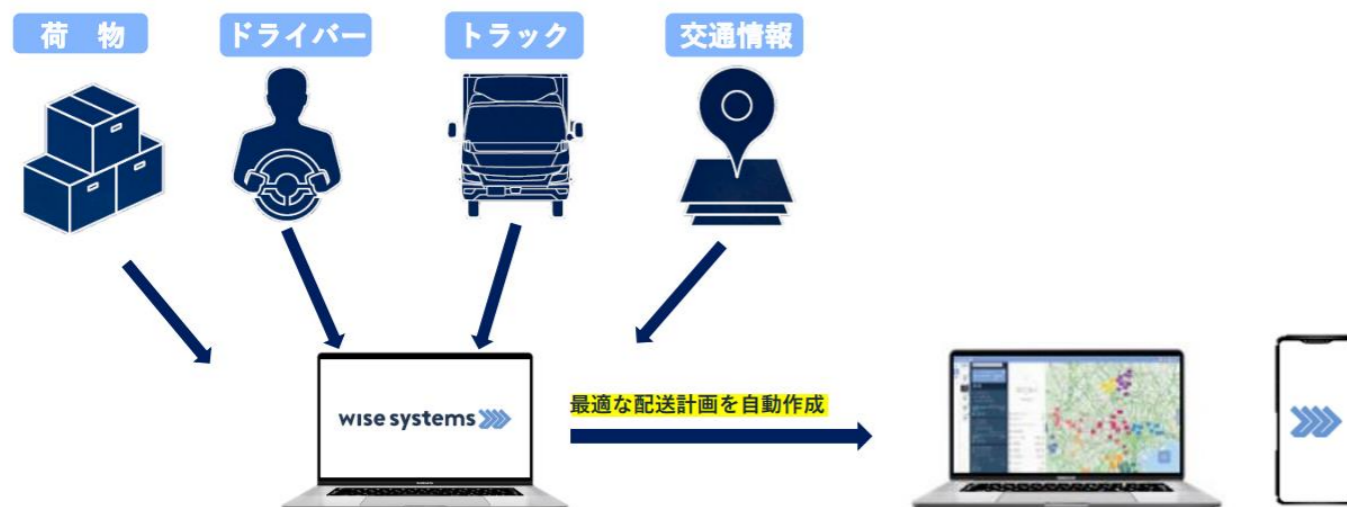 荷　物
ドライバー
トラック
交通情報
wise systems
最適な配送計画を自動作成